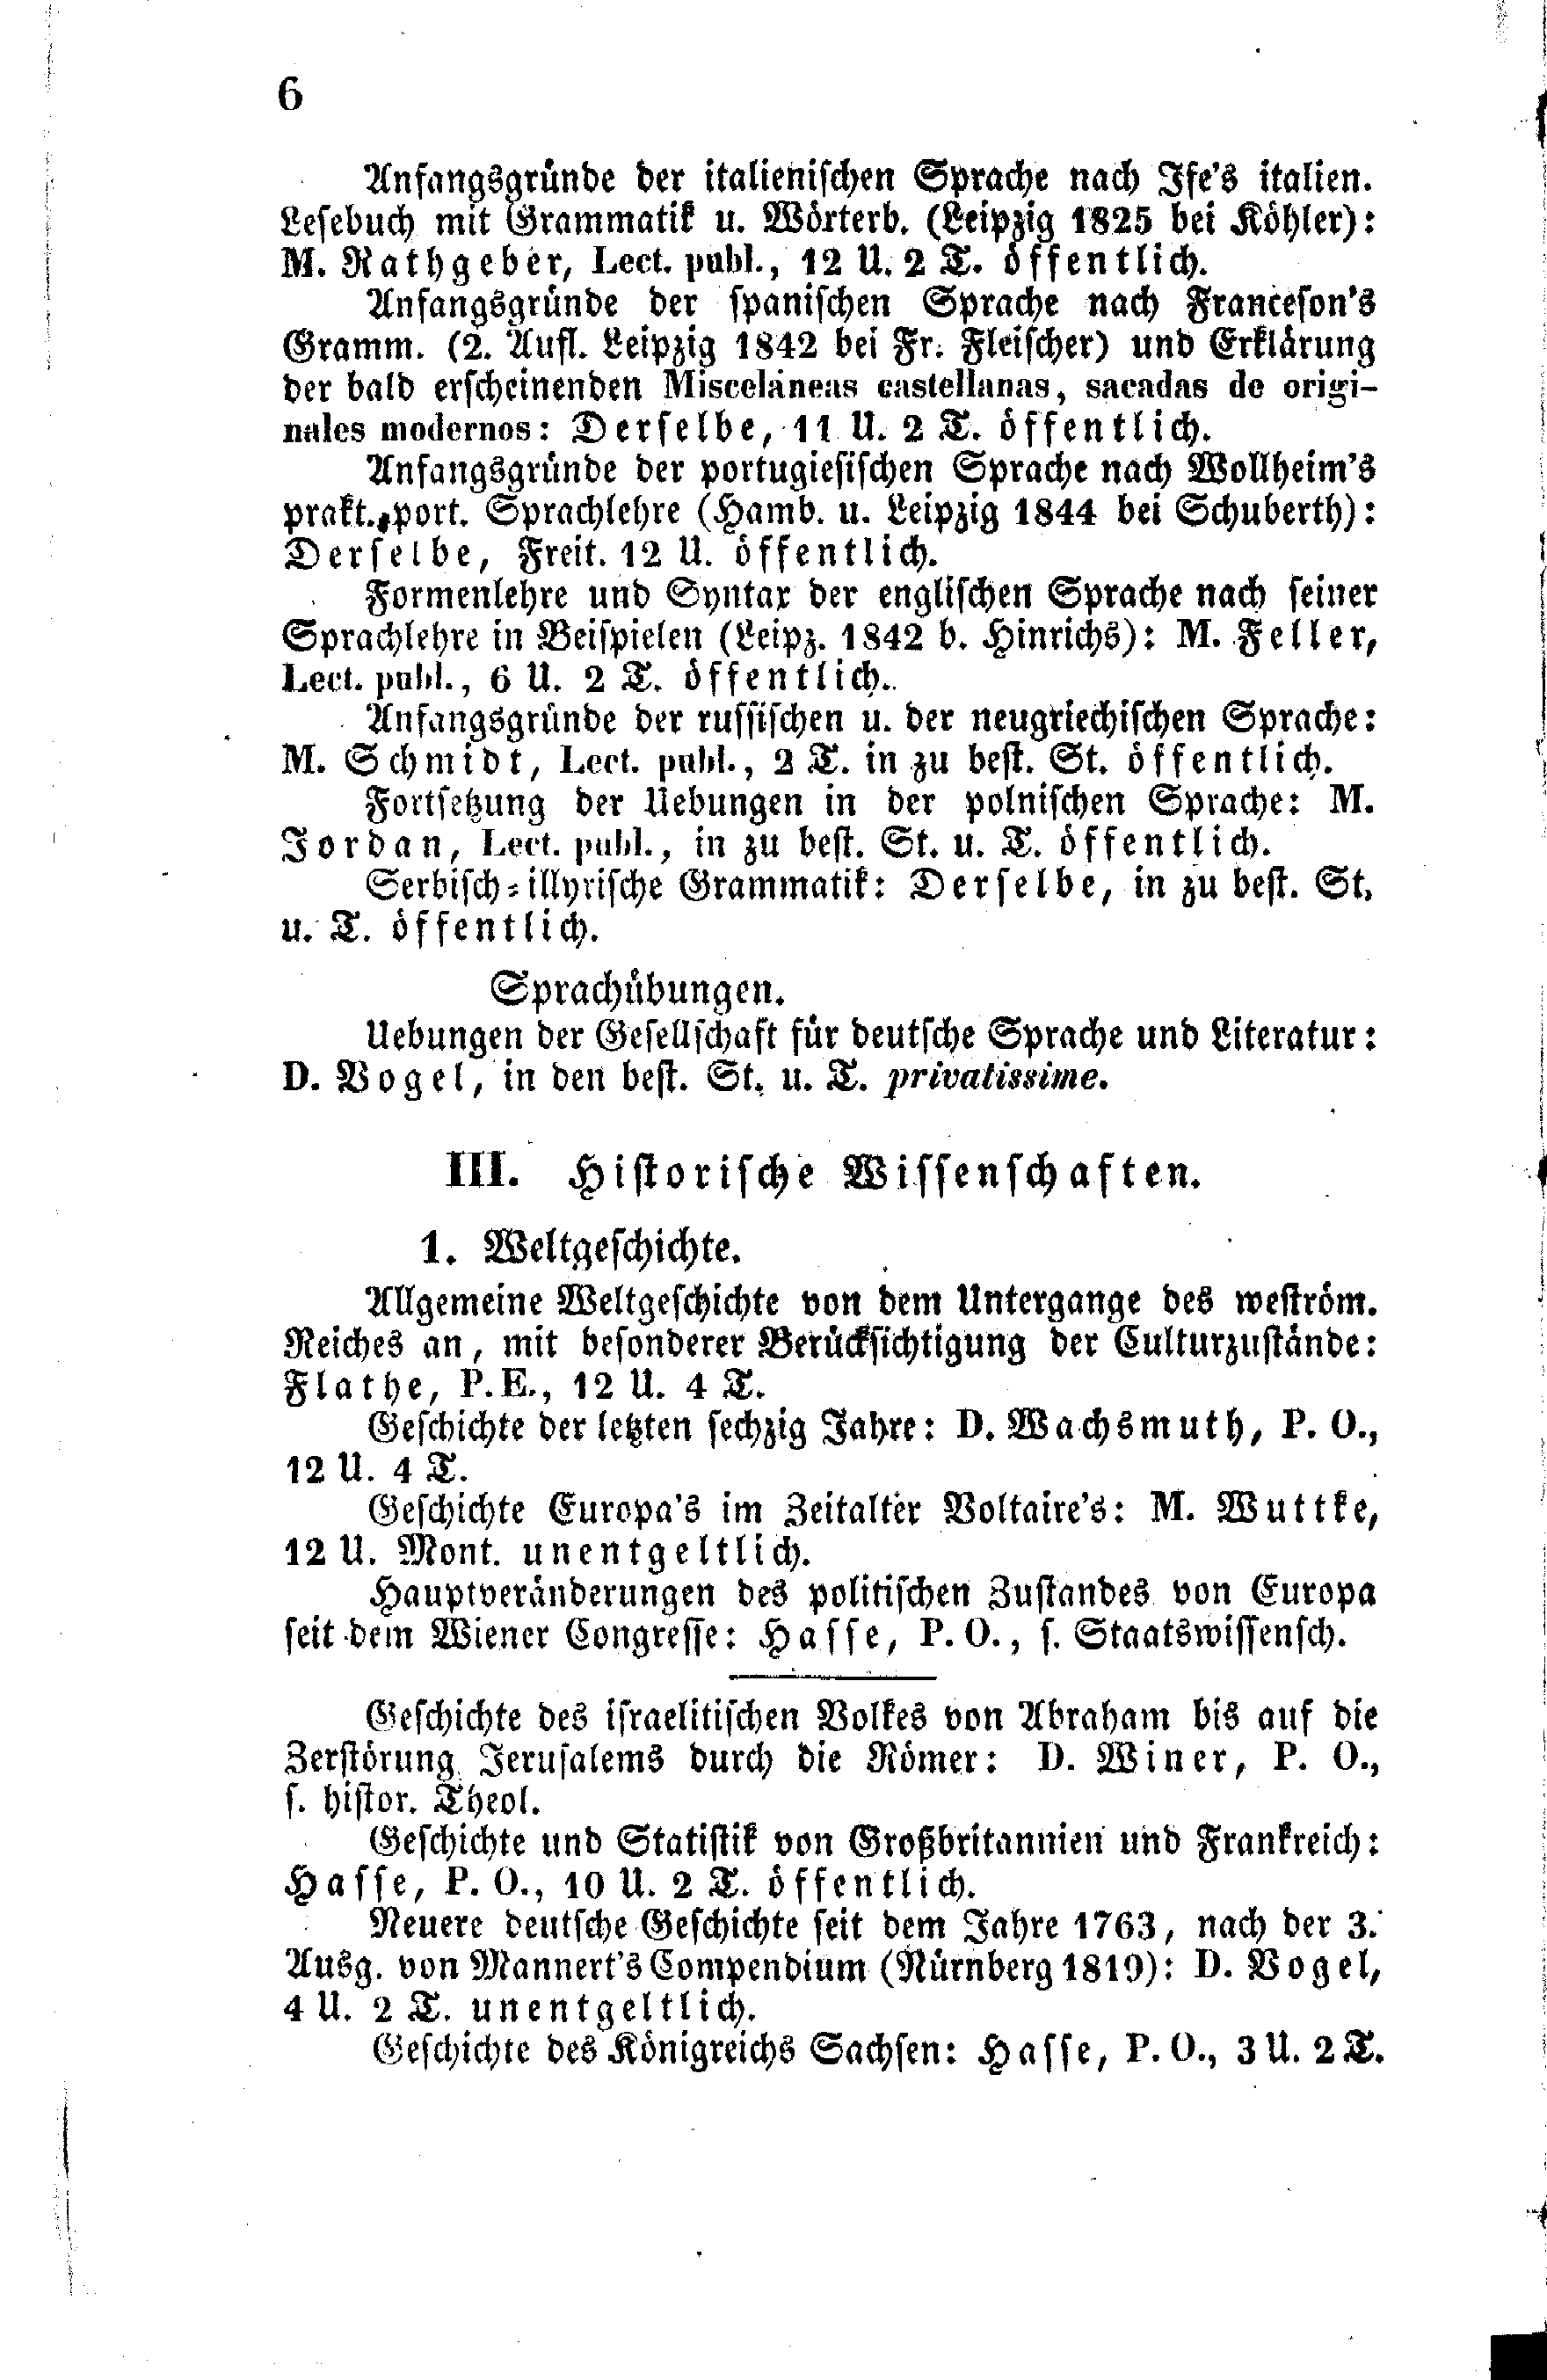 6
Anfangsgründe der italienischen Sprache nach Ife's italien.
Lesebuch mit Grammatik u. Wörterb. (Leipzig 1825 bei Köhler):
M. Rathgeber, Lect. publ., 12 U. 2 T. öffentlich.
Anfangsgründe der spanischen Sprache nach Franceson's
Gramm. (2. Aufl. Leipzig 1842 bei Fr. Fleischer) und Erklärung
der bald erscheinenden Misceláneas castellanas, sacadas de origi-
nales modernos: Derselbe, 11 U. 2 T. öffentlich.
Anfangsgründe der portugiesischen Sprache nach Wollheim's
prakt. port. Sprachlehre (Hamb. u. Leipzig 1844 bei Schuberth):
Derselbe, Freit. 12 U. öffentlich.
Formenlehre und Syntax der englischen Sprache nach seiner
Sprachlehre in Beispielen (Leipz. 1842 b. Hinrichs): M. Feller,
Lect. publ., 6 U. 2 T. öffentlich.
Anfangsgründe der russischen u. der neugriechischen Sprache:
M. Schmidt, Lect. publ., 2 T. in zu best. St. öffentlich.
Fortsetzung der Uebungen in der polnischen Sprache: M.
Jordan, Lect. publ., in zu best. St. u. T. öffentlich.
Serbisch-illyrische Grammatik: Derselbe, in zu best. St.
u. T. öffentlich.
Sprachübungen.
Uebungen der Gesellschaft für deutsche Sprache und Literatur:
D. Vogel, in den best. St. u. T. privatissime.
III. Historische Wissenschaften.
1. Weltgeschichte.
Allgemeine Weltgeschichte von dem Untergange des weström.
Reiches an, mit besonderer Berücksichtigung der Culturzustände:
Flathe, P. E., 12 U. 4 T.
Geschichte der letzten sechzig Jahre: D. Wachsmuth, P. O.,
12 U. 4 T.
Geschichte Europa's im Zeitalter Voltaire's: M. Wuttke,
12 U. Mont. unentgeltlich.
Hauptveränderungen des politischen Zustandes von Europa
seit dem Wiener Congresse: Hasse, P. O., s. Staatswissensch.
Geschichte des israelitischen Volkes von Abraham bis auf die
Zerstörung Jerusalems durch die Römer: D. Winer, P. O.,
s. histor. Theol.
Geschichte und Statistik von Großbritannien und Frankreich:
Hasse, P. O., 10 U. 2 T. öffentlich.
Neuere deutsche Geschichte seit dem Jahre 1763, nach der 3.
Ausg. von Mannert's Compendium (Nürnberg 1819): D. Vogel,
4 U. 2 T. unentgeltlich.
Geschichte des Königreichs Sachsen: Hasse, P. O., 3 U. 2 T.